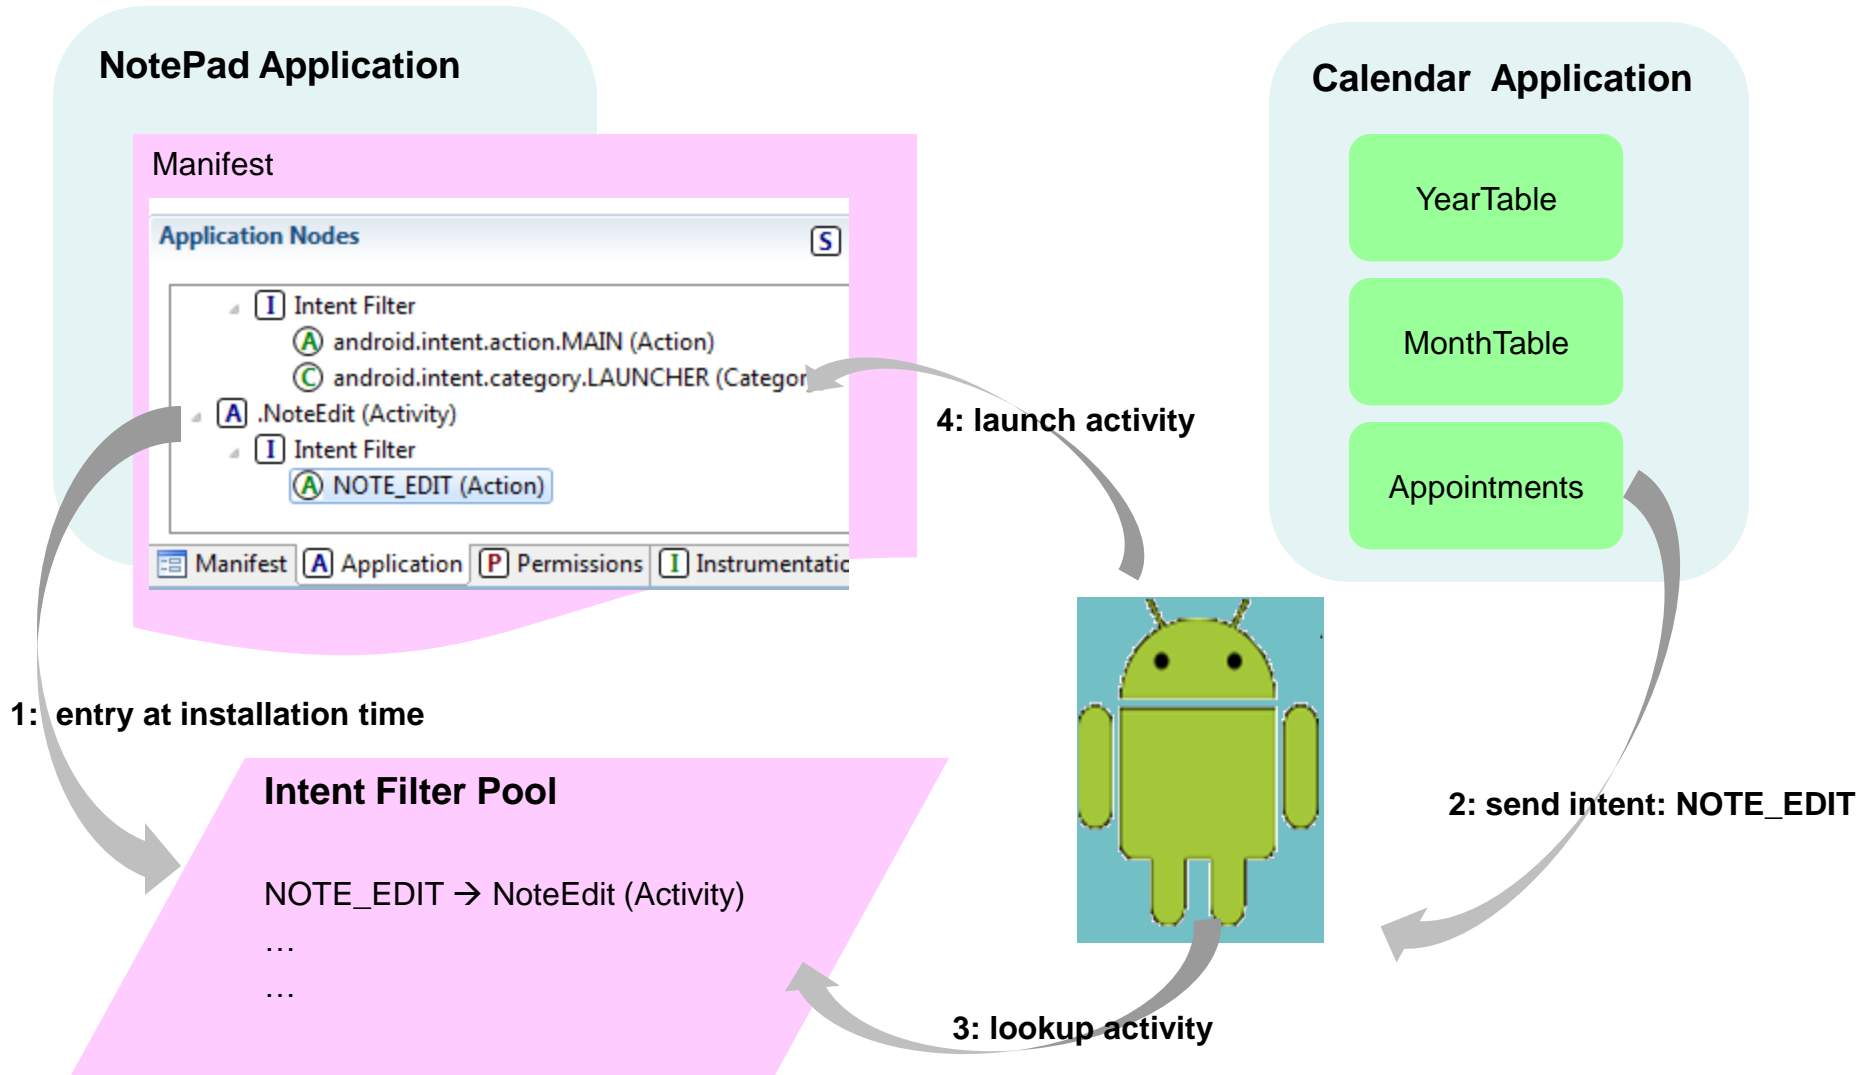 NotePad Application
Manifest
Application Nodes
S
I Intent Filter
A android.intent.action.MAIN (Action)
C android.intent.category.LAUNCHER (Categor
A .NoteEdit (Activity)
I Intent Filter
A NOTE_EDIT (Action)
Manifest A Application P Permissions I Instrumentatic
Calendar Application
YearTable
MonthTable
Appointments
4: launch activity
1: entry at installation time
2: send intent: NOTE_EDIT
Intent Filter Pool
NOTE_EDIT → NoteEdit (Activity)
…
…
3: lookup activity